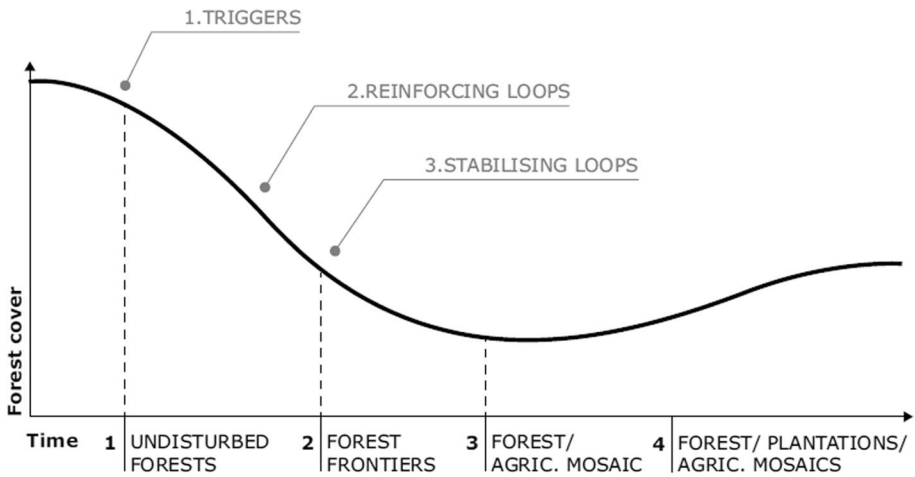 1.TRIGGERS
2.REINFORCING LOOPS
3.STABILISING LOOPS
Forest cover
Time
1 UNDISTURBED
FORESTS
2 FOREST
FRONTIERS
3 FOREST/
AGRIC. MOSAIC
4 FOREST/ PLANTATIONS/
AGRIC. MOSAICS